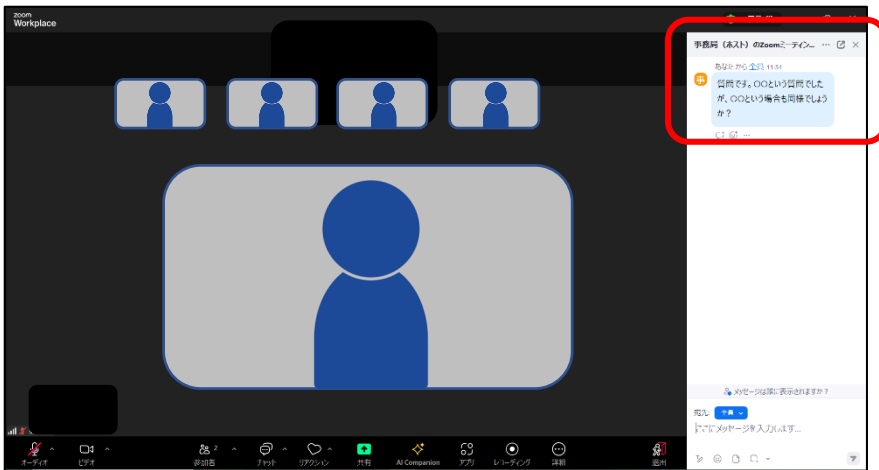 zoom
Workplace
事務局（ホスト）のZoomミーティン... ...
あなた から 全員
事
質問です。〇〇という質問でした
が、〇〇という場合も同様でしょう
か？
メッセージは誰に表示されますか？
宛先: 全員
ここにメッセージを入力します...
オーディオ
ビデオ
2
参加者
チャット
リアクション
共有
AI Companion
アプリ
レコーディング
詳細
退出